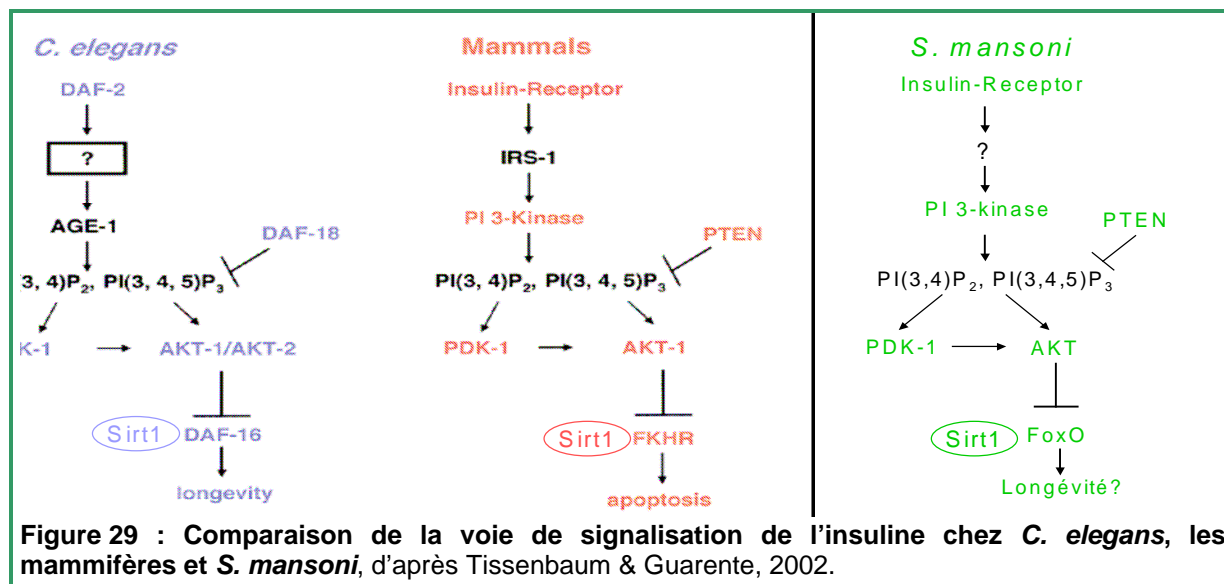 C. elegans
DAF-2
?
AGE-1
DAF-18
3, 4)P2, PI(3, 4, 5)P3
K-1
AKT-1/AKT-2
Sirt1
DAF-16
longevity
Mammals
Insulin-Receptor
IRS-1
PI 3-Kinase
PTEN
PI(3, 4)P2, PI(3, 4, 5)P3
PDK-1
AKT-1
Sirt1
FKHR
apoptosis
S. mansoni
Insulin-Receptor
?
PI 3-kinase
PTEN
PI(3,4)P2, PI(3,4,5)P3
PDK-1
AKT
Sirt1
FoxO
Longévité?
Figure 29 : Comparaison de la voie de signalisation de l’insuline chez C. elegans, les
mammifères et S. mansoni, d’après Tissenbaum & Guarente, 2002.